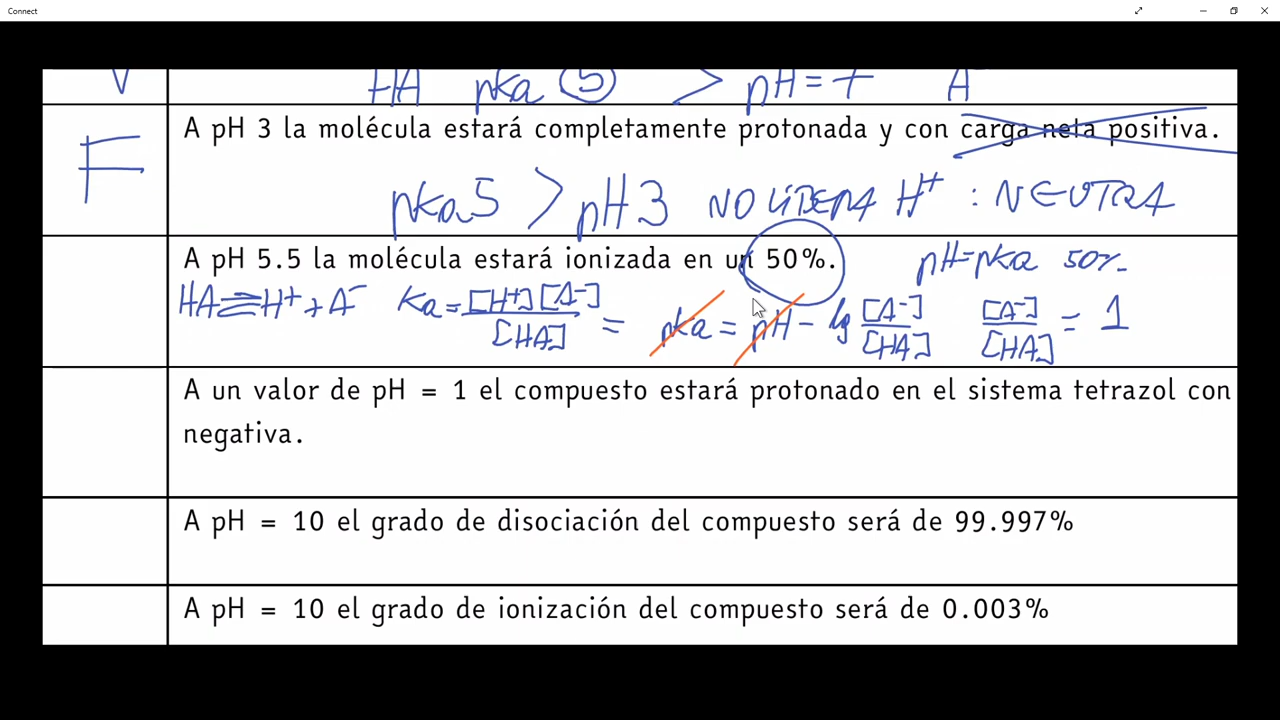 Connect
V HA pKa 5 > pH = 7 A
A pH 3 la molécula estará completamente protonada y con carga neta positiva.
F
pKa 5 > pH 3 NO LIBERA H⁺ : NEUTRA
A pH 5.5 la molécula estará ionizada en un 50%. pH=pKa 50%
HA ⇌ H⁺ + A⁻ Ka = [H⁺][A⁻] / [HA] = pKa = pH - lg [A⁻] / [HA] [A⁻] / [HA] = 1
A un valor de pH = 1 el compuesto estará protonado en el sistema tetrazol con
negativa.
A pH = 10 el grado de disociación del compuesto será de 99.997%
A pH = 10 el grado de ionización del compuesto será de 0.003%